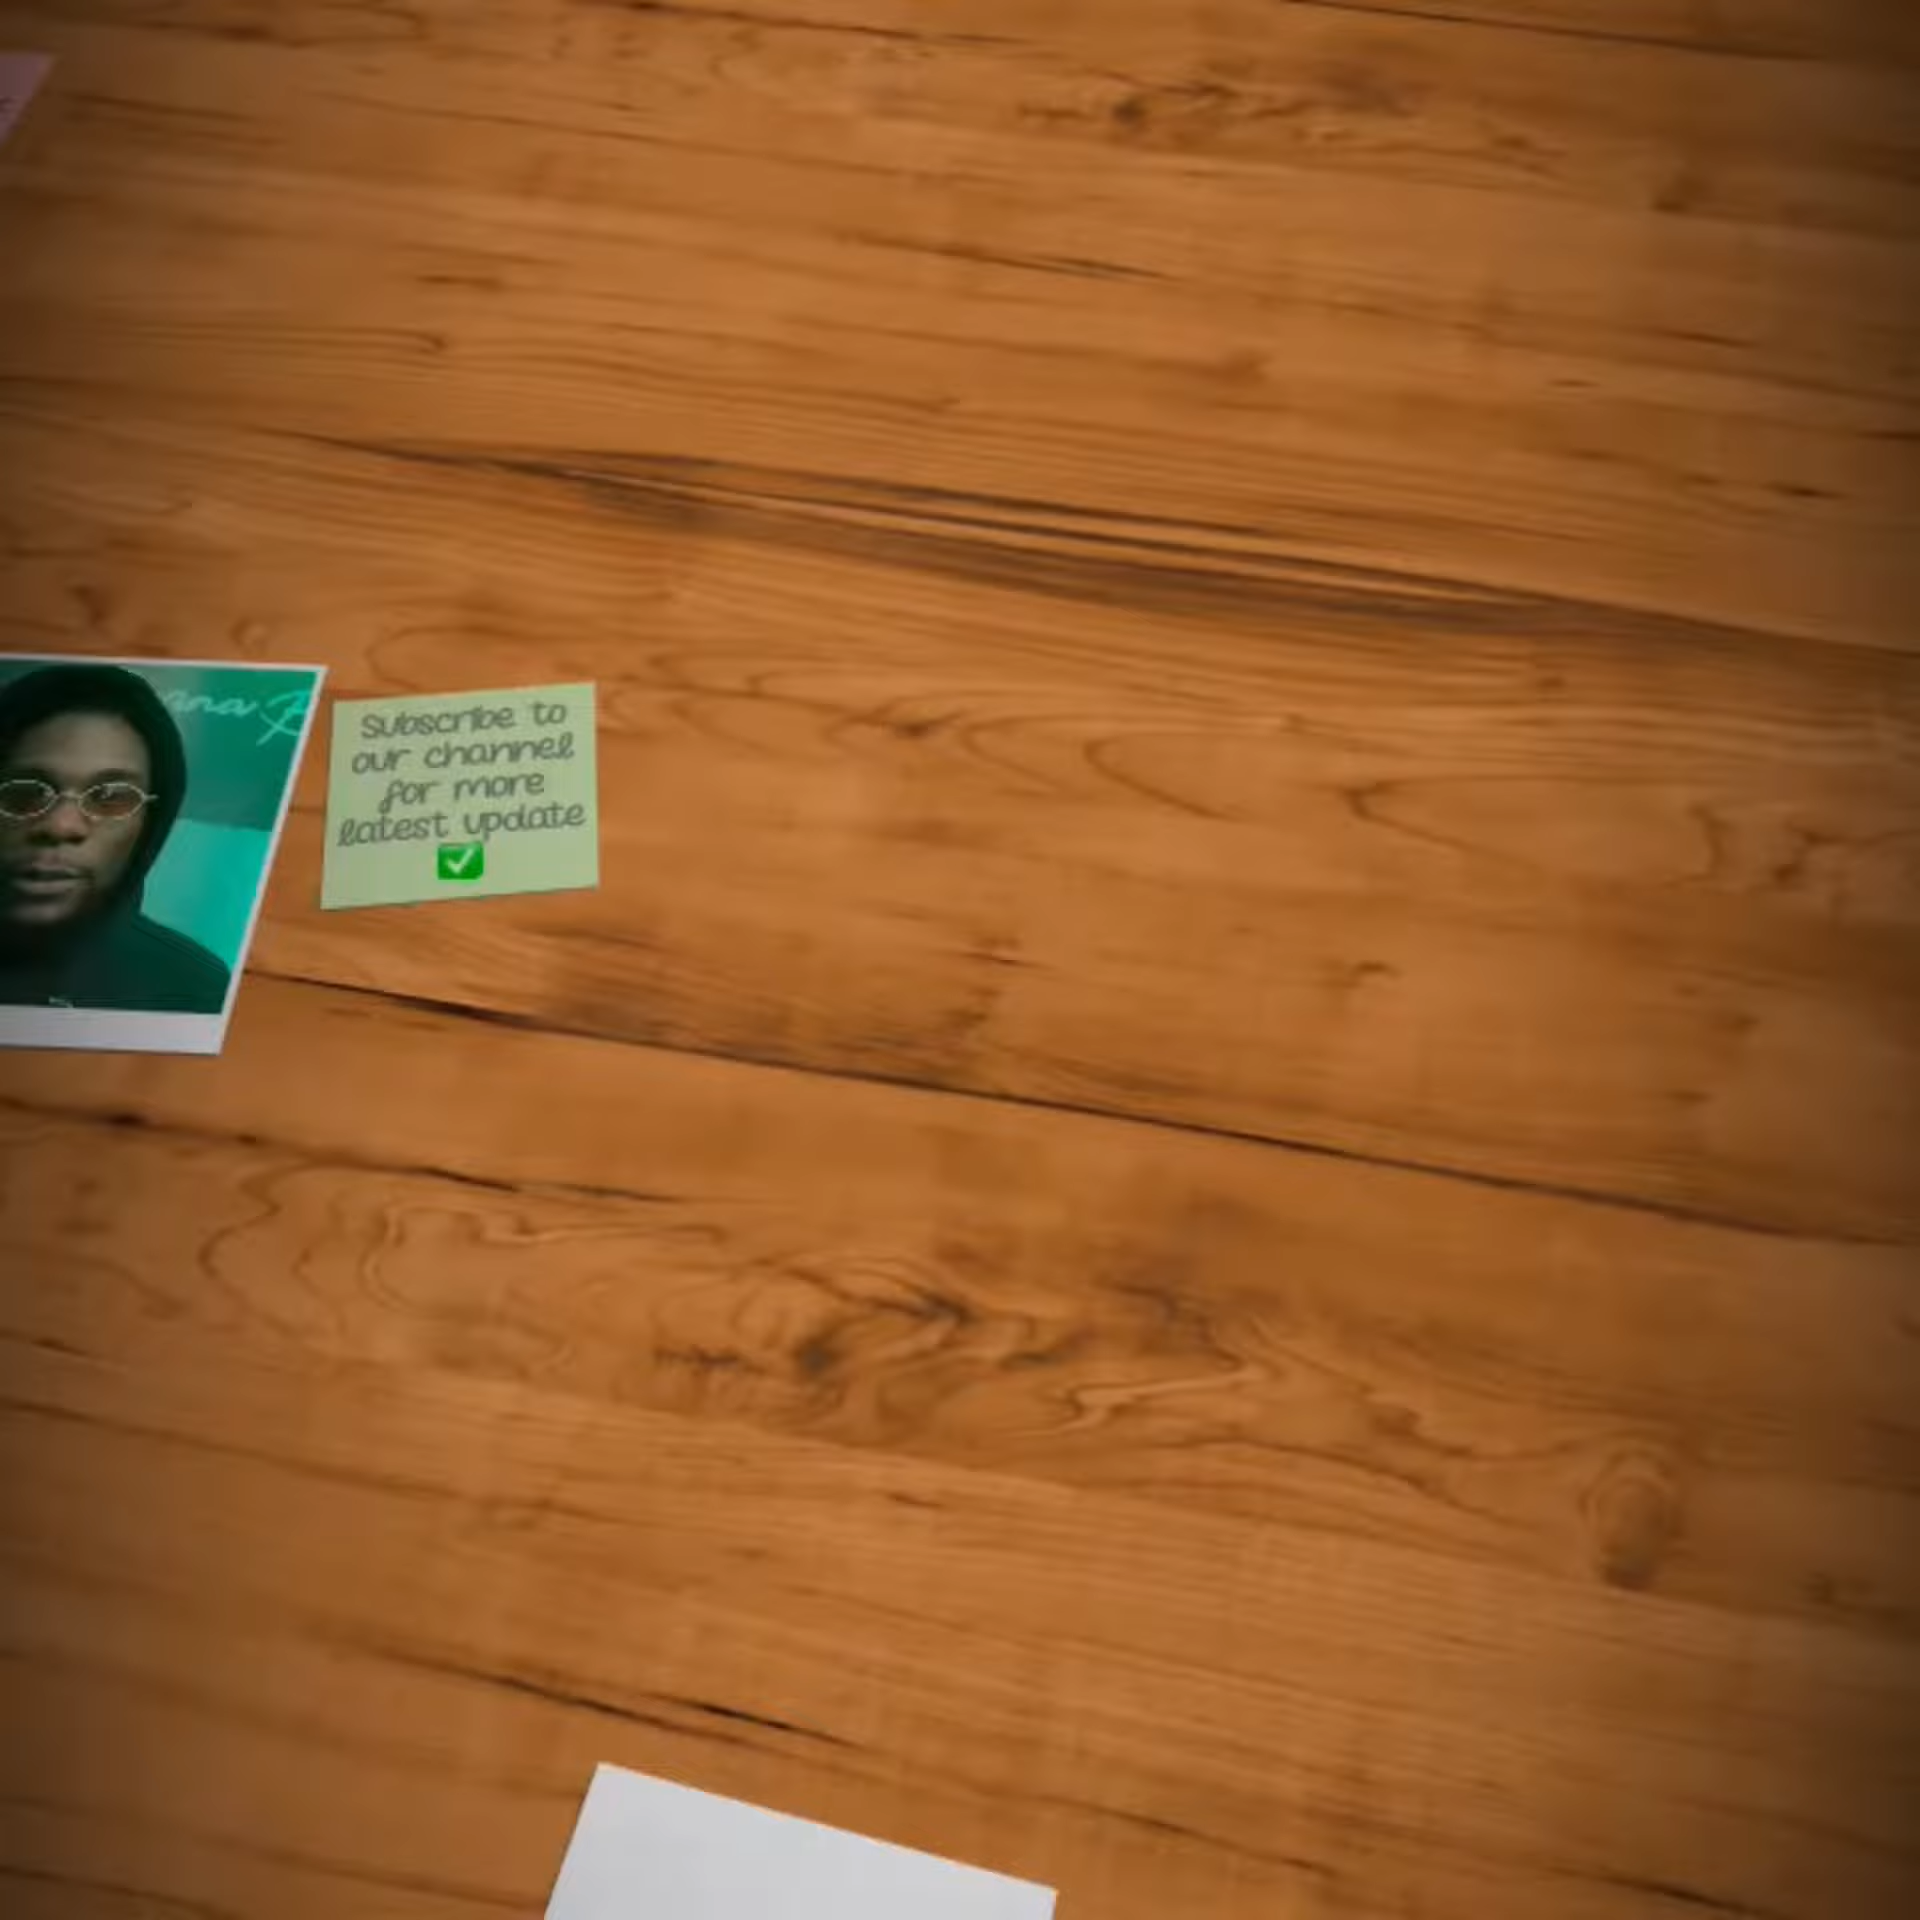 Subscribe to
our channel
for more
latest update